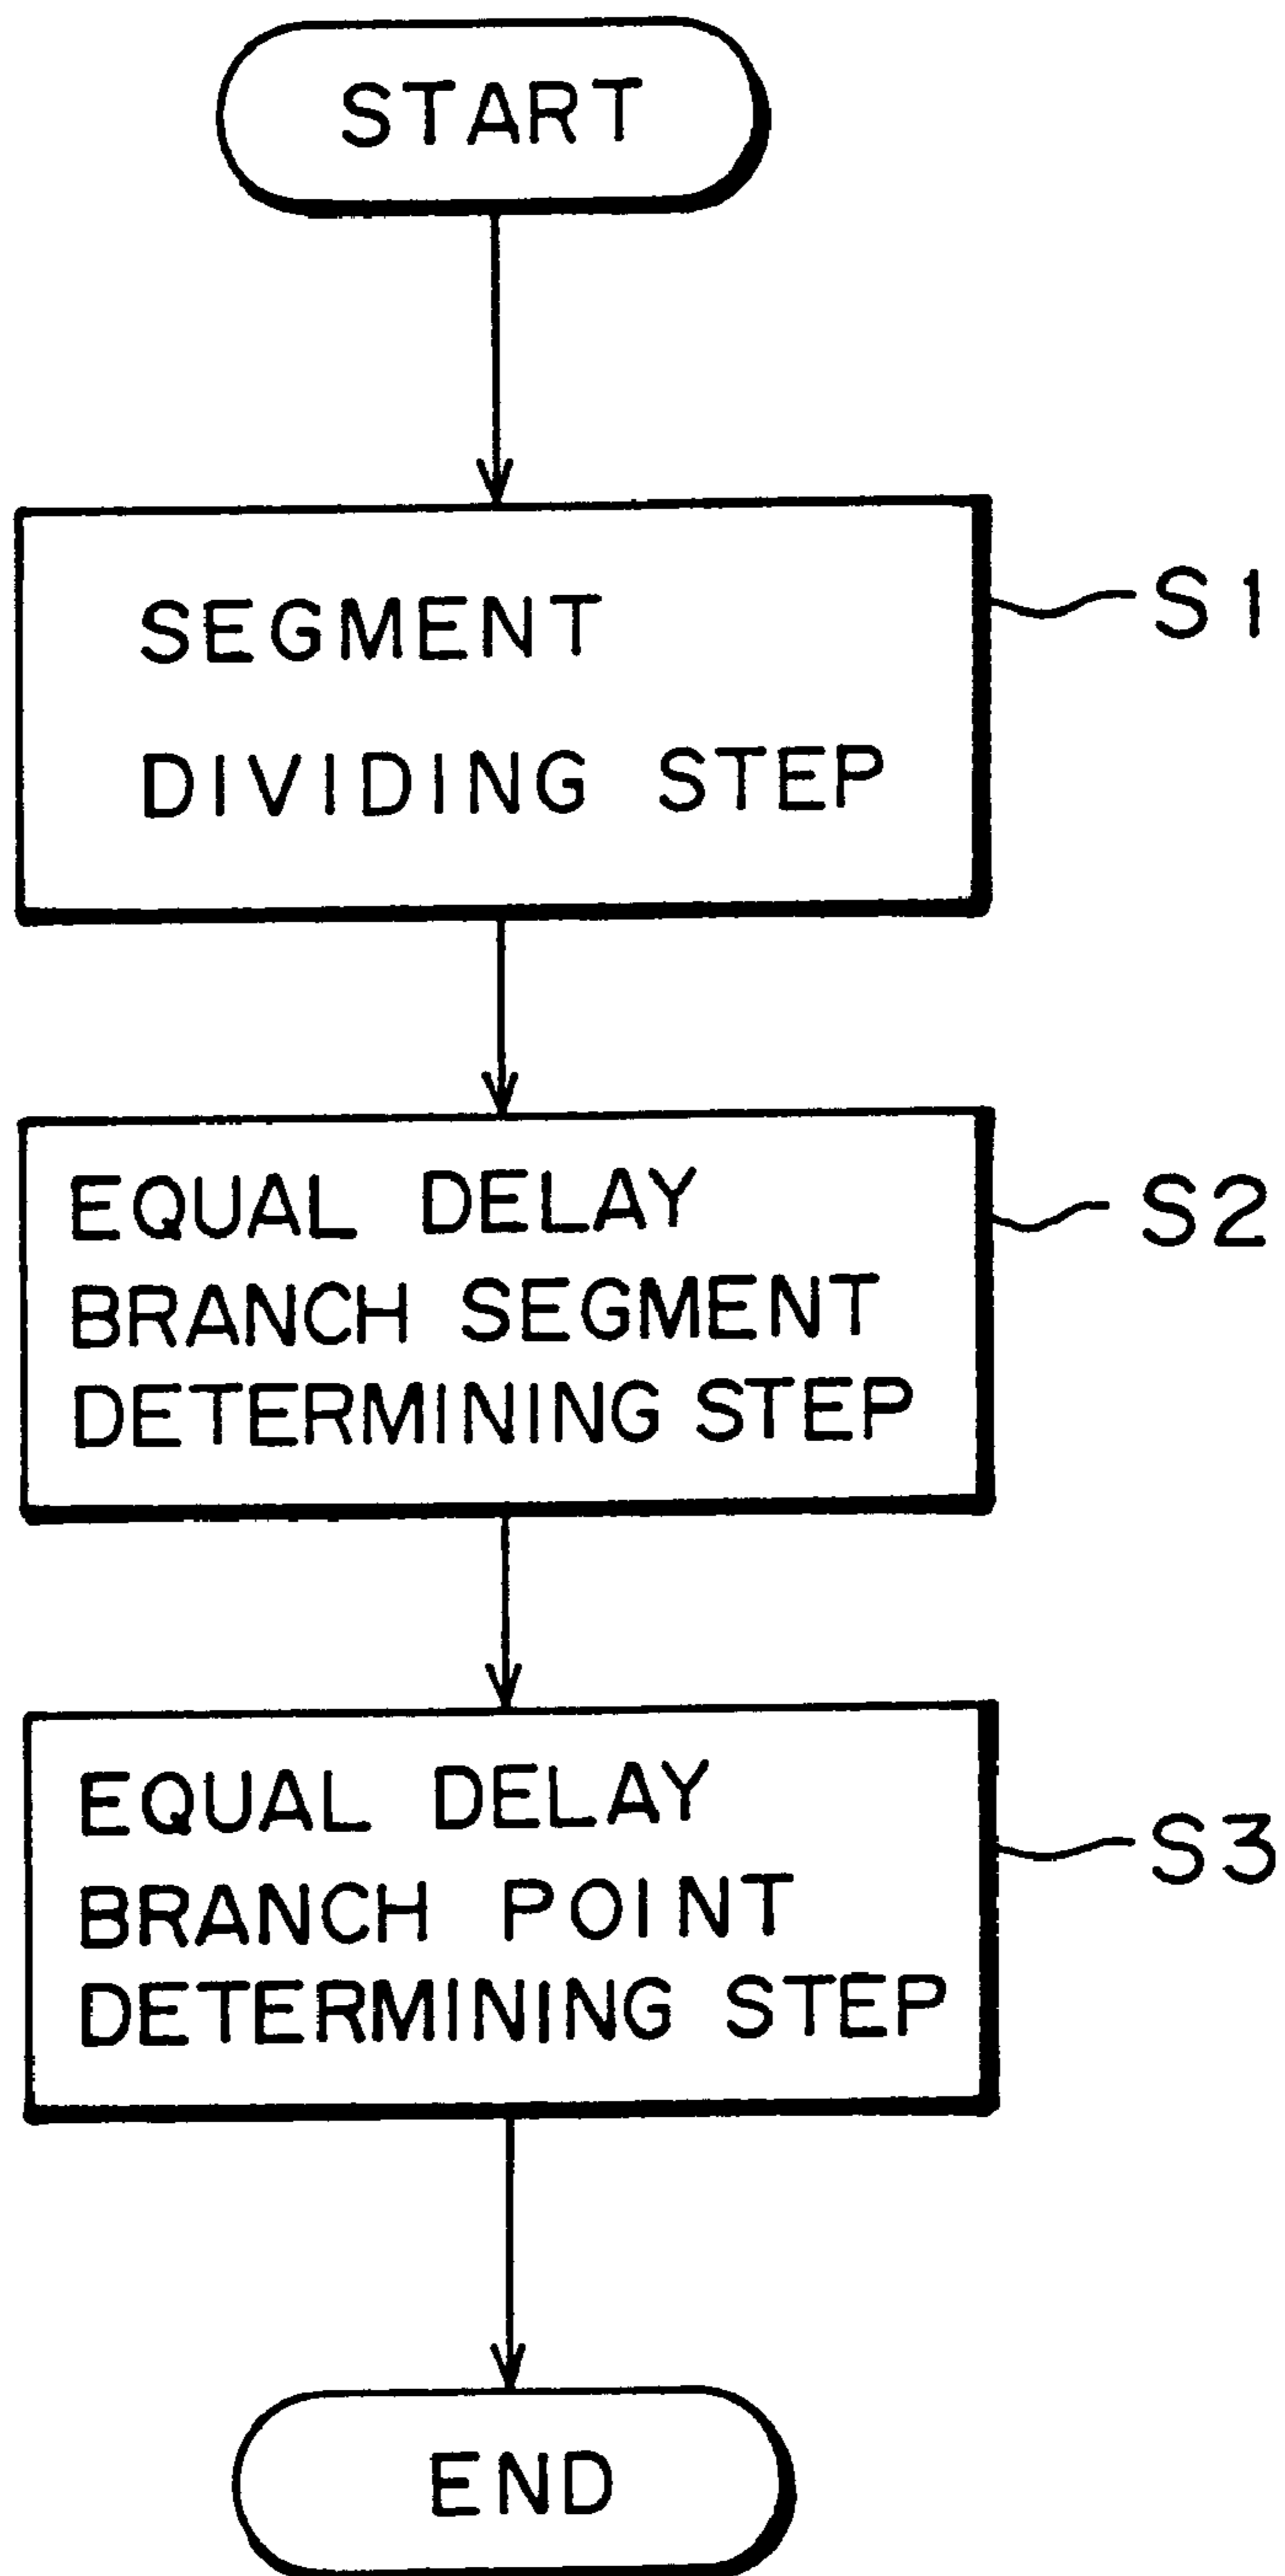 START
SEGMENT
DIVIDING STEP
S1
EQUAL DELAY
BRANCH SEGMENT
DETERMINING STEP
S2
EQUAL DELAY
BRANCH POINT
DETERMINING STEP
S3
END